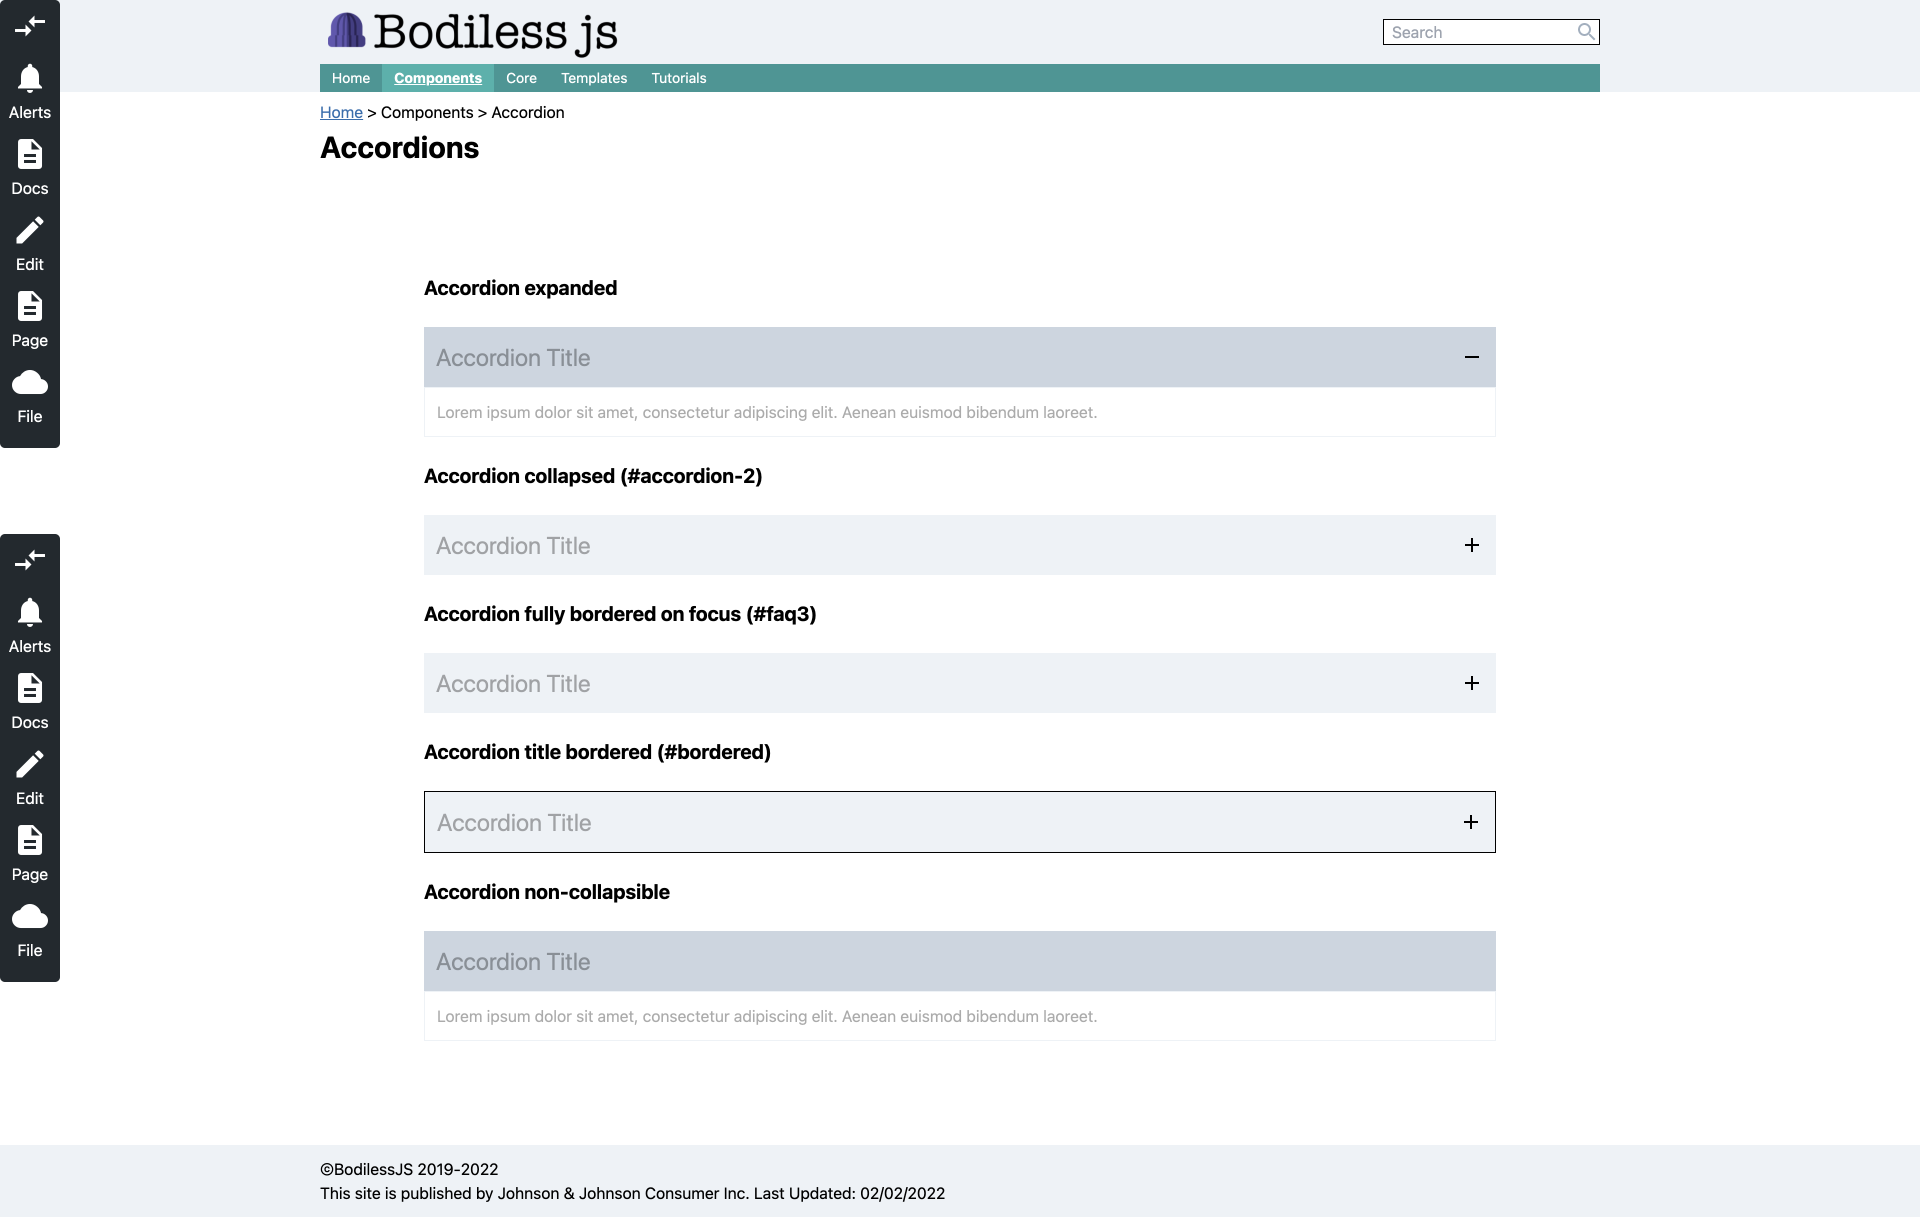 Bodiless js
Search
Home Components Core Templates Tutorials
Home > Components > Accordion
Accordions
Alerts
Docs
Edit
Page
File
Accordion expanded
Accordion Title
Lorem ipsum dolor sit amet, consectetur adipiscing elit. Aenean euismod bibendum laoreet.
Accordion collapsed (#accordion-2)
Accordion Title
Accordion fully bordered on focus (#faq3)
Accordion Title
Accordion title bordered (#bordered)
Accordion Title
Accordion non-collapsible
Accordion Title
Lorem ipsum dolor sit amet, consectetur adipiscing elit. Aenean euismod bibendum laoreet.
Alerts
Docs
Edit
Page
File
©BodilessJS 2019-2022
This site is published by Johnson & Johnson Consumer Inc. Last Updated: 02/02/2022